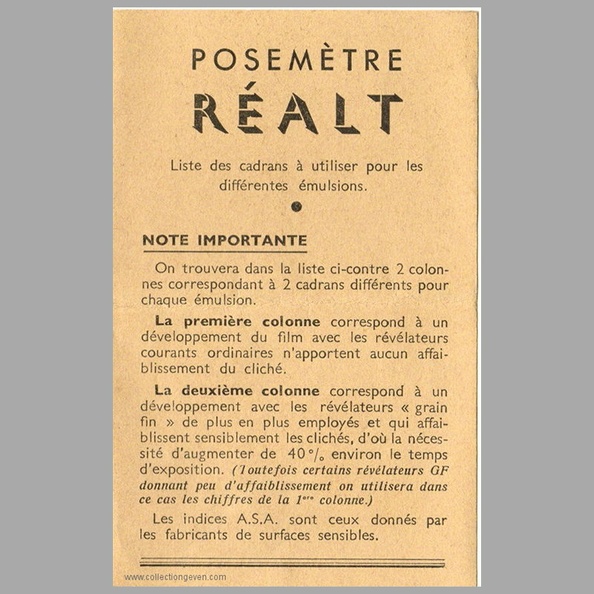 POSEMÈTRE
RÉALT
Liste des cadrans à utiliser pour les
différentes émulsions.
NOTE IMPORTANTE
On trouvera dans la liste ci-contre 2 colon-
nes correspondant à 2 cadrans différents pour
chaque émulsion.
La première colonne correspond à un
développement du film avec les révélateurs
courants ordinaires n'apportent aucun affai-
blissement du cliché.
La deuxième colonne correspond à un
développement avec les révélateurs « grain
fin » de plus en plus employés et qui affai-
blissent sensiblement les clichés, d'où la néces-
sité d'augmenter de 40 % environ le temps
d'exposition. (Toutefois certains révélateurs GF
donnant peu d'affaiblissement on utilisera dans
ce cas les chiffres de la 1ère colonne.)
Les indices A.S.A. sont ceux donnés par
les fabricants de surfaces sensibles.
www.collectiongeven.com